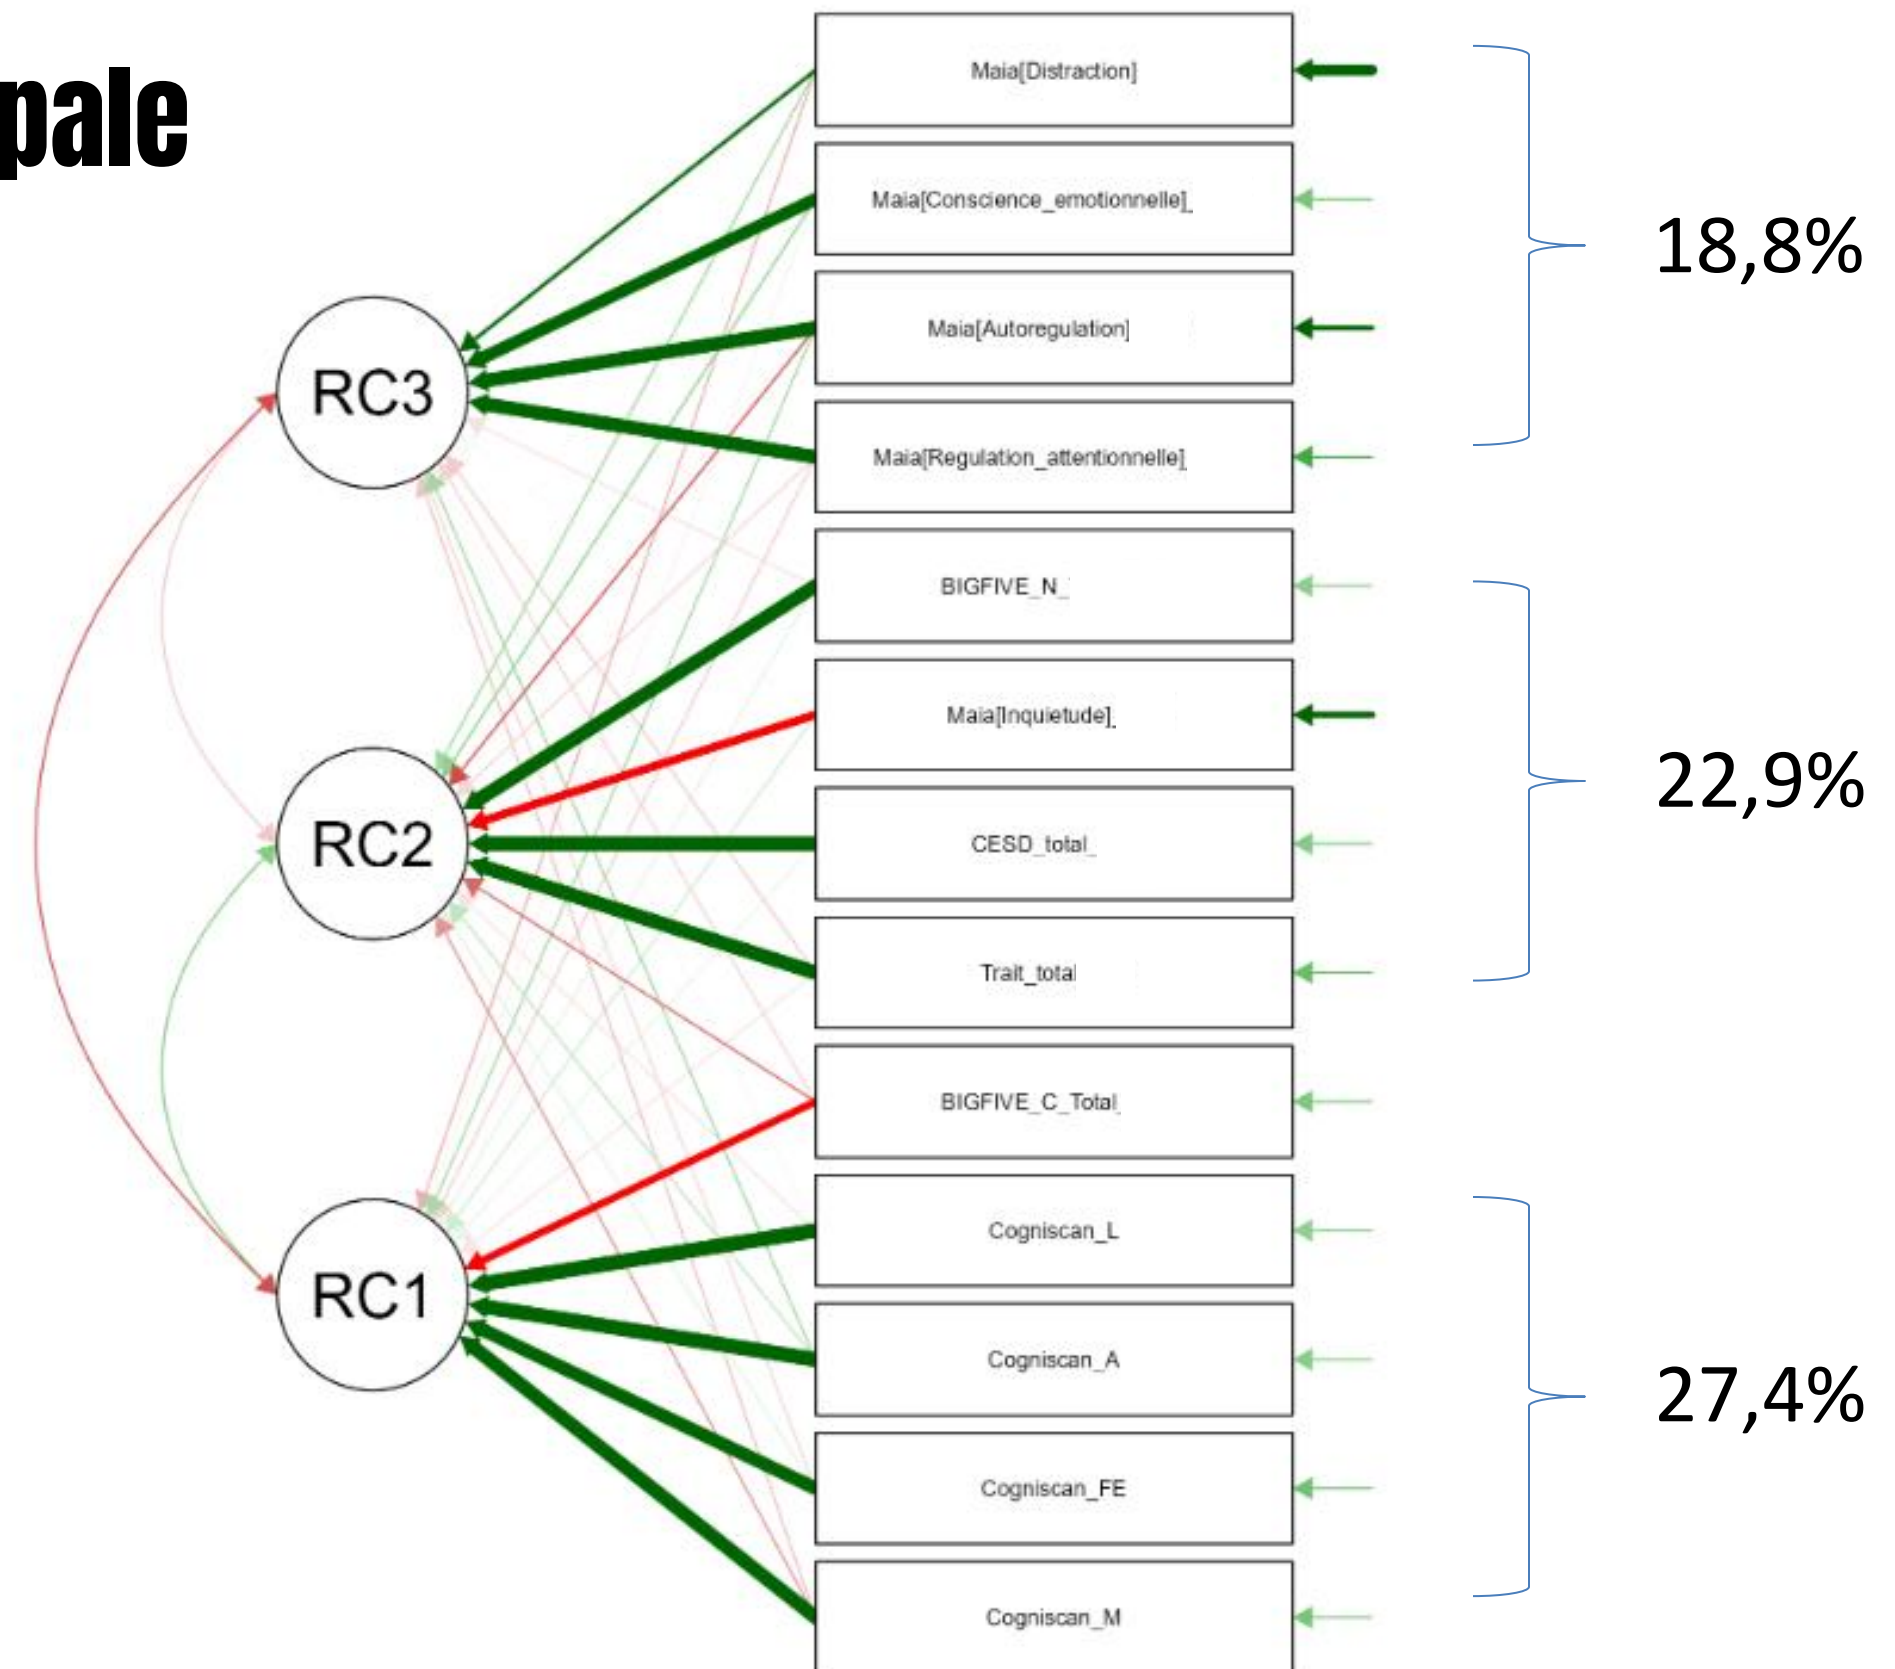 pale
Maia[Distraction]
Maia[Conscience_emotionnelle]_
18,8%
Maia[Autoregulation]
RC3
Maia[Regulation_attentionnelle]
BIGFIVE_N_
Maia[Inquietude]
22,9%
RC2
CESD_total_
Trait_total
BIGFIVE_C_Total
Cogniscan_L
RC1
Cogniscan_A
27,4%
Cogniscan_FE
Cogniscan_M